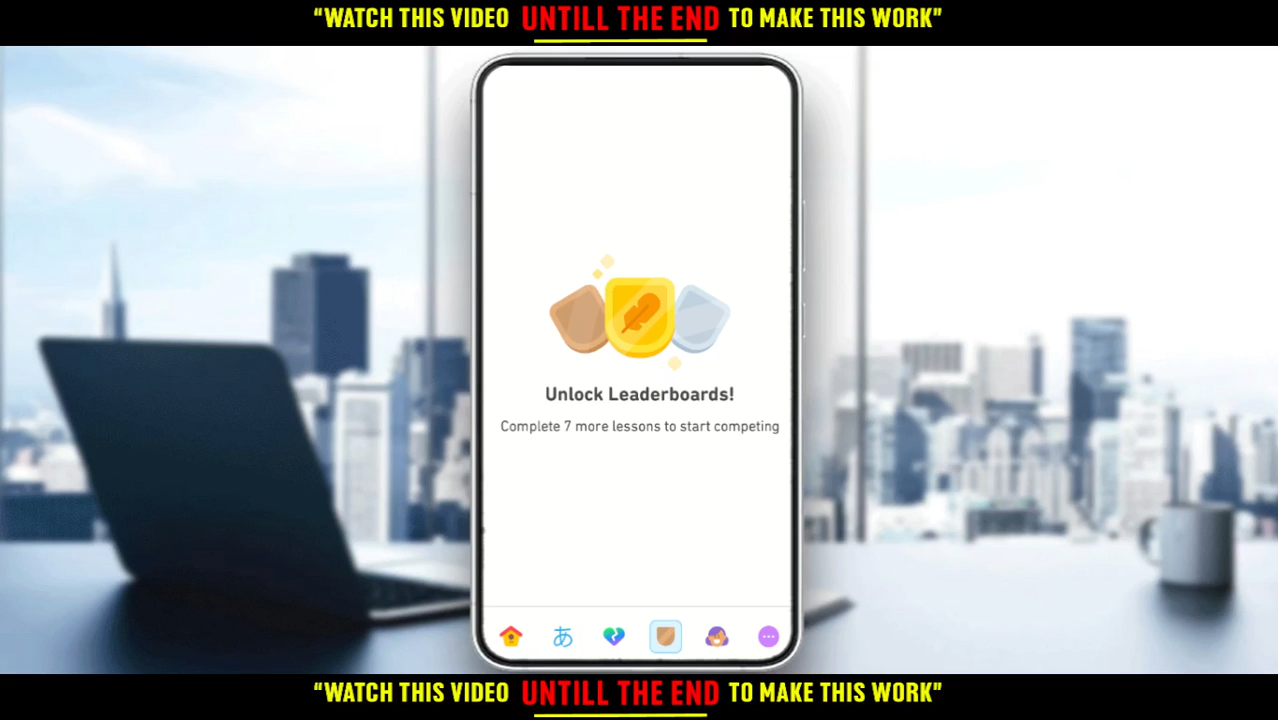 “WATCH THIS VIDEO UNTILL THE END TO MAKE THIS WORK”
Unlock Leaderboards!
Complete 7 more lessons to start competing
あ
“WATCH THIS VIDEO UNTILL THE END TO MAKE THIS WORK”